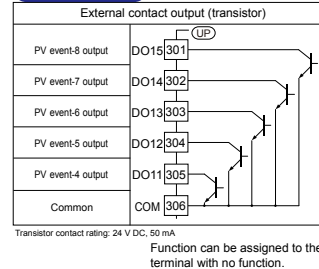 External contact output (transistor)
UP
PV event-8 output DO15 301
PV event-7 output DO14 302
PV event-6 output DO13 303
PV event-5 output DO12 304
PV event-4 output DO11 305
Common COM 306
Transistor contact rating: 24 V DC, 50 mA
Function can be assigned to the
terminal with no function.